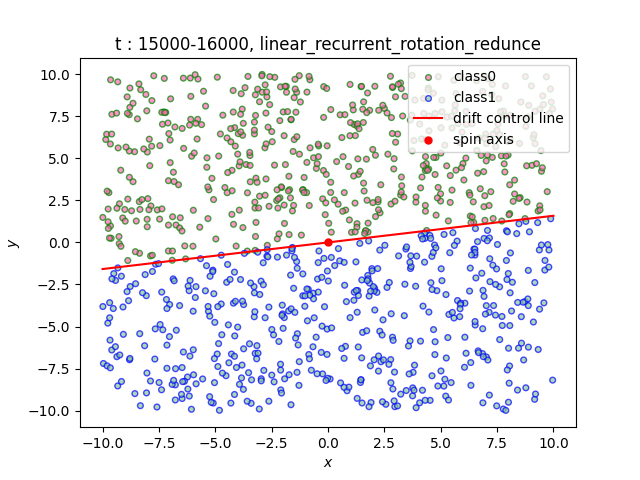 t : 15000-16000, linear_recurrent_rotation_redunce
class0
class1
drift control line
spin axis
10.0
7.5
5.0
2.5
0.0
−2.5
−5.0
−7.5
−10.0
y
−10.0 −7.5 −5.0 −2.5 0.0 2.5 5.0 7.5 10.0
x